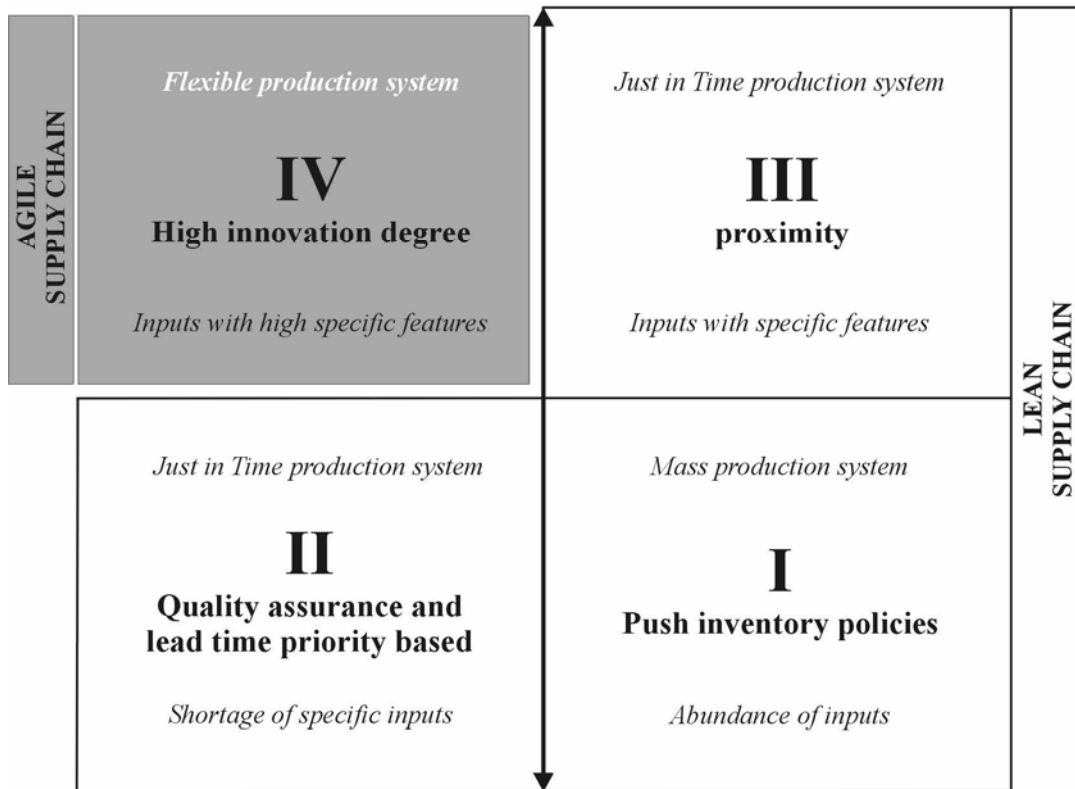 AGILE
SUPPLY CHAIN
Flexible production system
IV
High innovation degree
Inputs with high specific features
Just in Time production system
III
proximity
Inputs with specific features
Just in Time production system
II
Quality assurance and
lead time priority based
Shortage of specific inputs
Mass production system
I
Push inventory policies
Abundance of inputs
LEAN
SUPPLY CHAIN